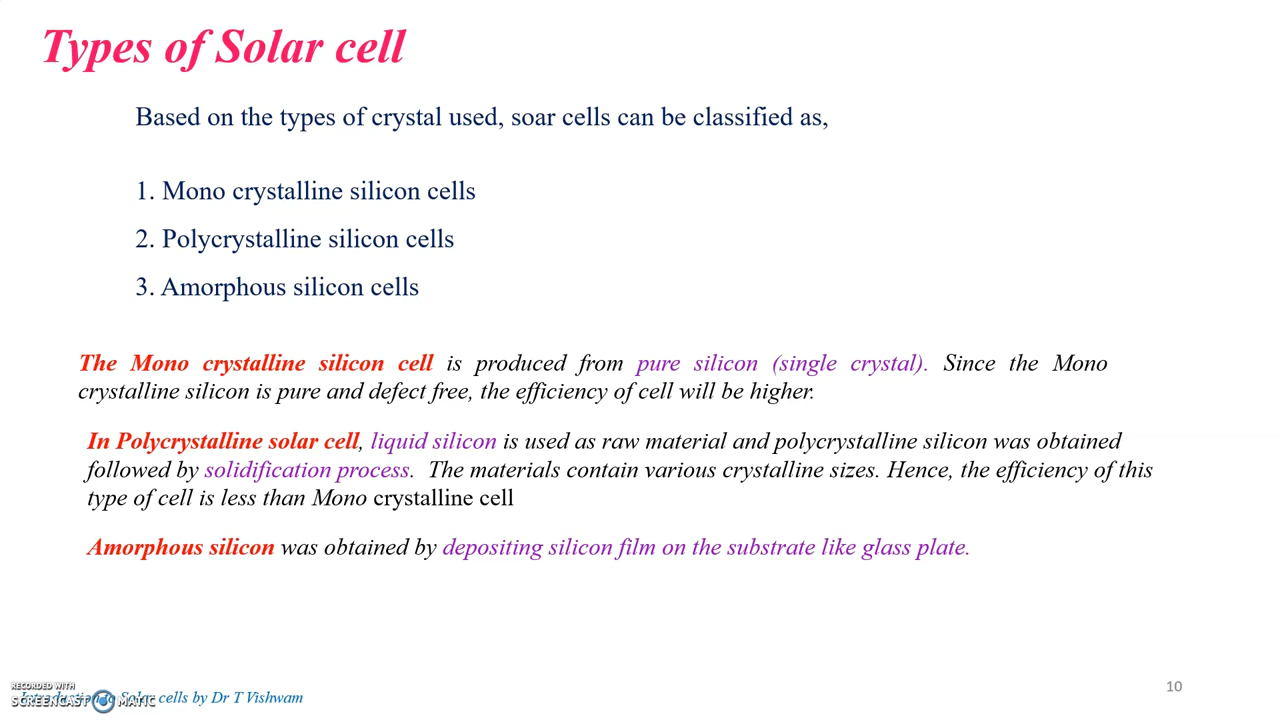 Types of Solar cell
Based on the types of crystal used, soar cells can be classified as,
1. Mono crystalline silicon cells
2. Polycrystalline silicon cells
3. Amorphous silicon cells
The Mono crystalline silicon cell is produced from pure silicon (single crystal). Since the Mono
crystalline silicon is pure and defect free, the efficiency of cell will be higher.
In Polycrystalline solar cell, liquid silicon is used as raw material and polycrystalline silicon was obtained
followed by solidification process. The materials contain various crystalline sizes. Hence, the efficiency of this
type of cell is less than Mono crystalline cell
Amorphous silicon was obtained by depositing silicon film on the substrate like glass plate.
RECORDED WITH
SCREENCAST MATIC
Introduction to Solar cells by Dr T Vishwam
10